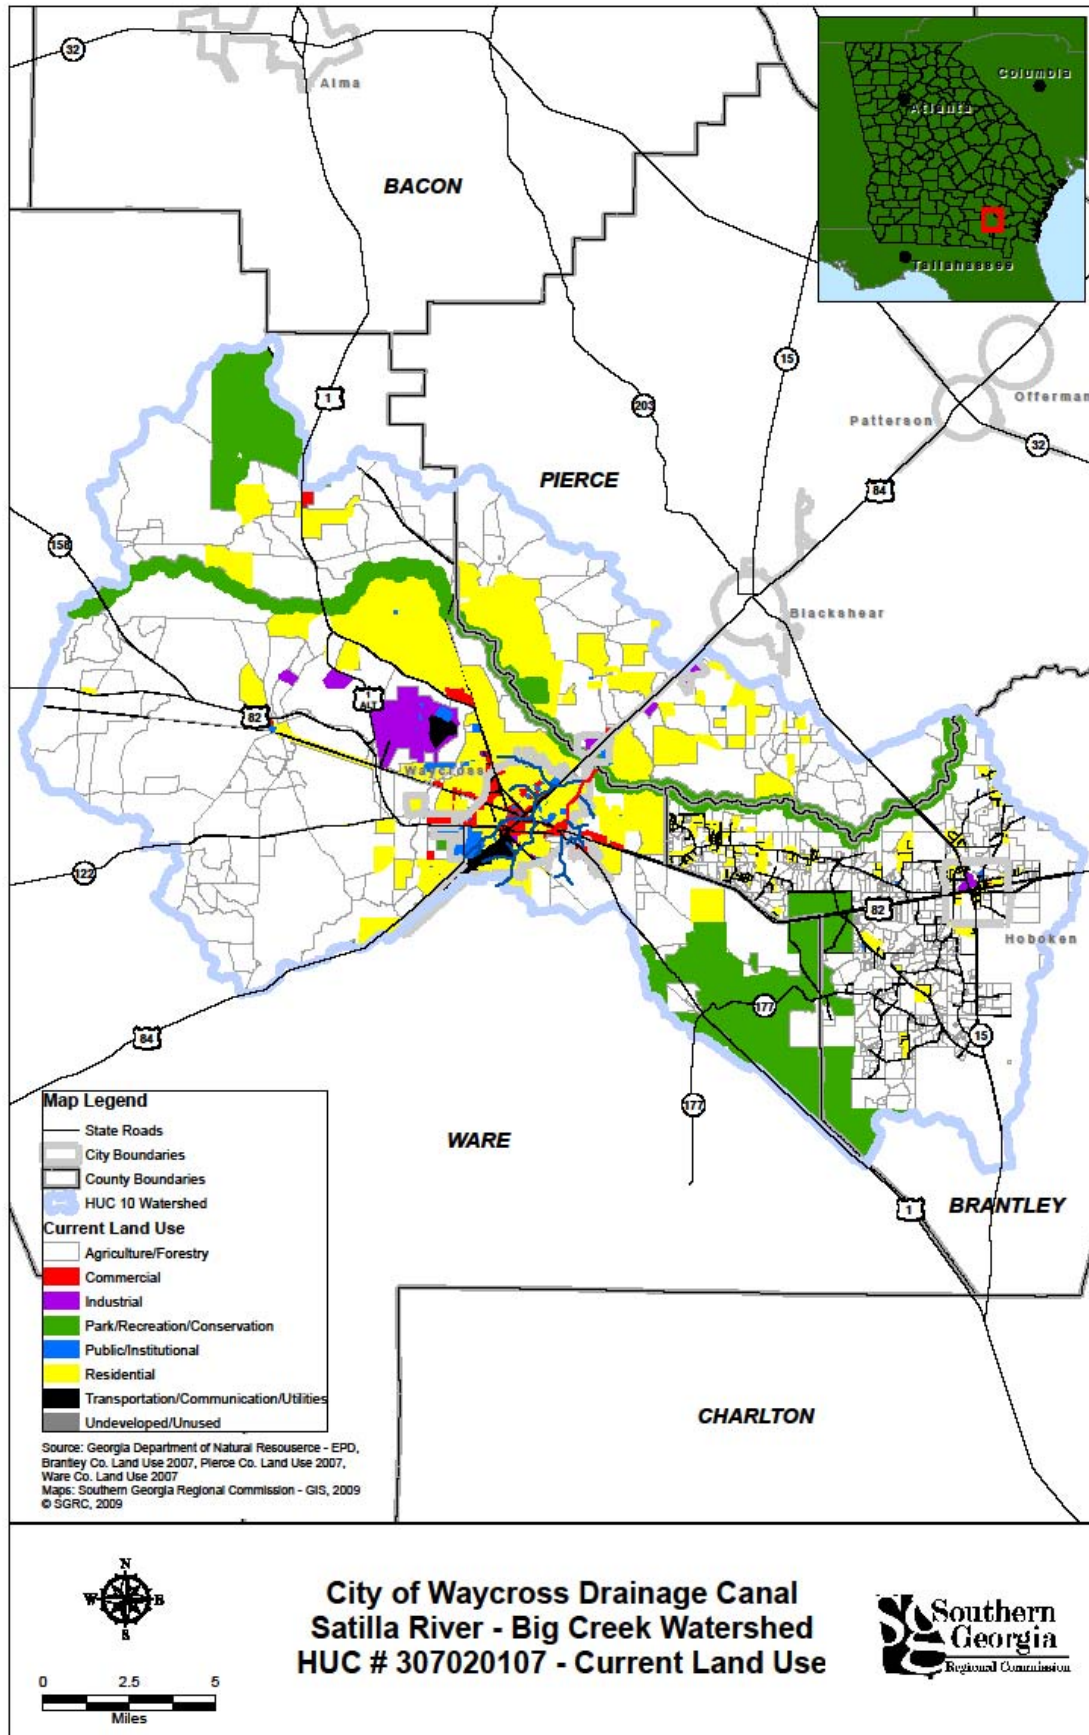 32
Alma
Columbia
Atlanta
BACON
Tallahassee
15
1
203
Offerman
Patterson
32
PIERCE
84
158
Blackshear
1
ALT
82
Waycross
122
82
Hoboken
177
15
84
177
Map Legend
State Roads
City Boundaries
County Boundaries
HUC 10 Watershed
Current Land Use
Agriculture/Forestry
Commercial
Industrial
Park/Recreation/Conservation
Public/Institutional
Residential
Transportation/Communication/Utilities
Undeveloped/Unused
WARE
BRANTLEY
1
CHARLTON
Source: Georgia Department of Natural Resouserce - EPD,
Brantley Co. Land Use 2007, Pierce Co. Land Use 2007,
Ware Co. Land Use 2007
Maps: Southern Georgia Regional Commission - GIS, 2009
© SGRC, 2009
N
W E
S
0 2.5 5
Miles
City of Waycross Drainage Canal
Satilla River - Big Creek Watershed
HUC # 307020107 - Current Land Use
Southern
Georgia
Regional Commission